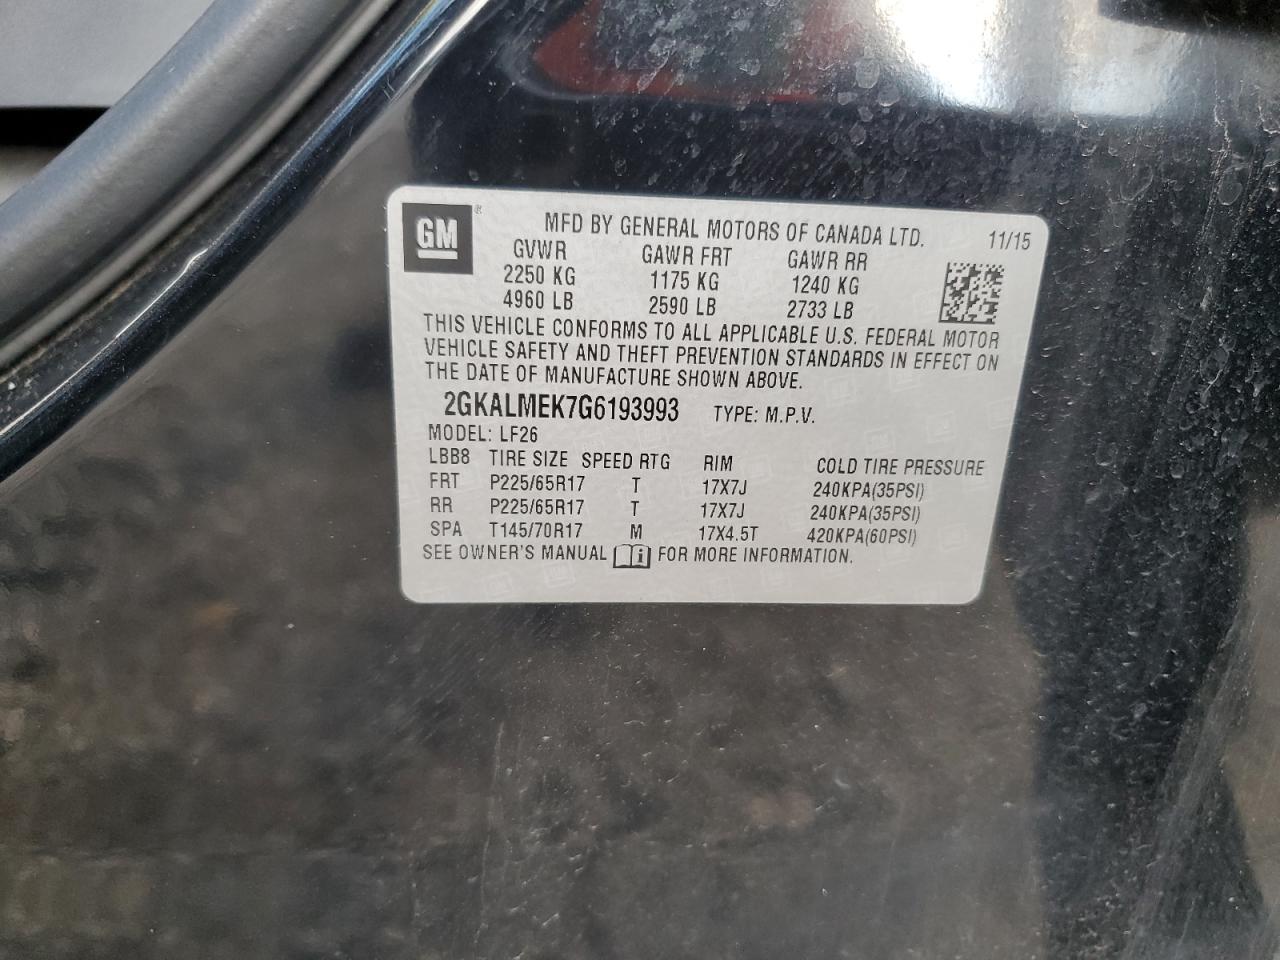 GM ® MFD BY GENERAL MOTORS OF CANADA LTD. 11/15
GVWR GAWR FRT GAWR RR
2250 KG 1175 KG 1240 KG
4960 LB 2590 LB 2733 LB
THIS VEHICLE CONFORMS TO ALL APPLICABLE U.S. FEDERAL MOTOR
VEHICLE SAFETY AND THEFT PREVENTION STANDARDS IN EFFECT ON
THE DATE OF MANUFACTURE SHOWN ABOVE.
2GKALMEK7G6193993 TYPE: M.P.V.
MODEL: LF26
LBB8 TIRE SIZE SPEED RTG RIM COLD TIRE PRESSURE
FRT P225/65R17 T 17X7J 240KPA(35PSI)
RR P225/65R17 T 17X7J 240KPA(35PSI)
SPA T145/70R17 M 17X4.5T 420KPA(60PSI)
SEE OWNER'S MANUAL i FOR MORE INFORMATION.